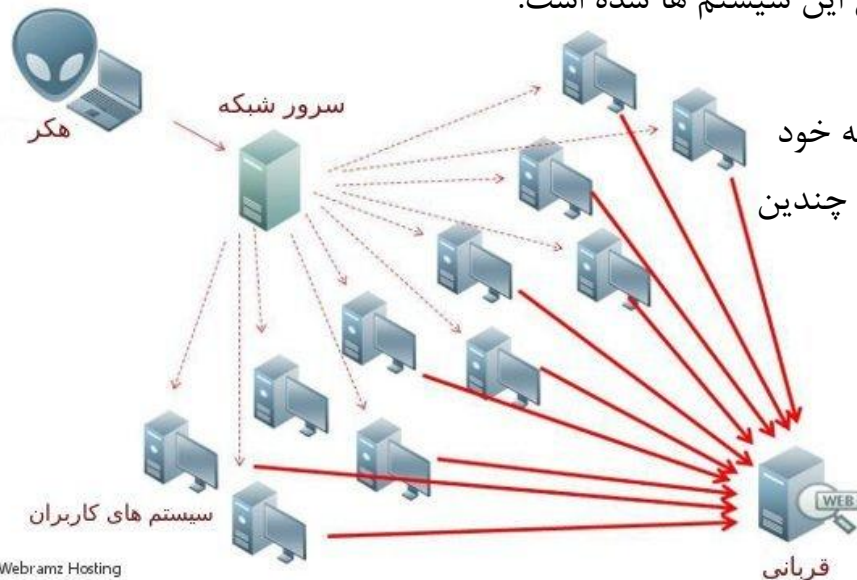 این سیستم ها شده است.
سرور شبکه
هکر
خود
چندین
WEB
سیستم های کاربران
قربانی
Webramz Hosting